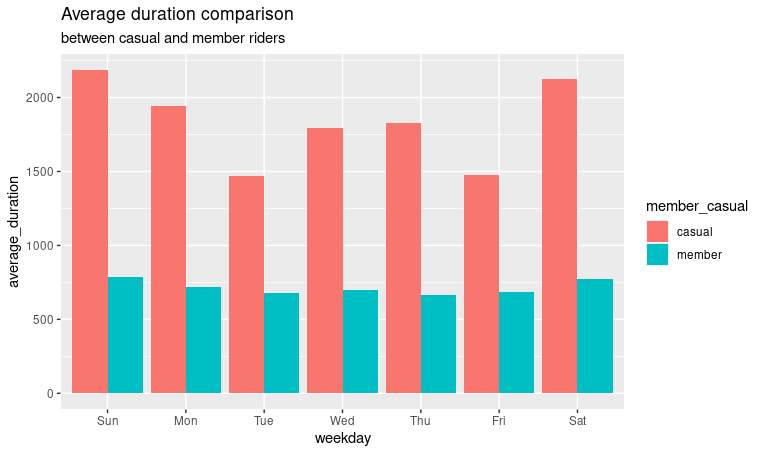 Average duration comparison
between casual and member riders
average_duration
2000
1500
1000
500
0
Sun Mon Tue Wed Thu Fri Sat
weekday
member_casual
casual
member